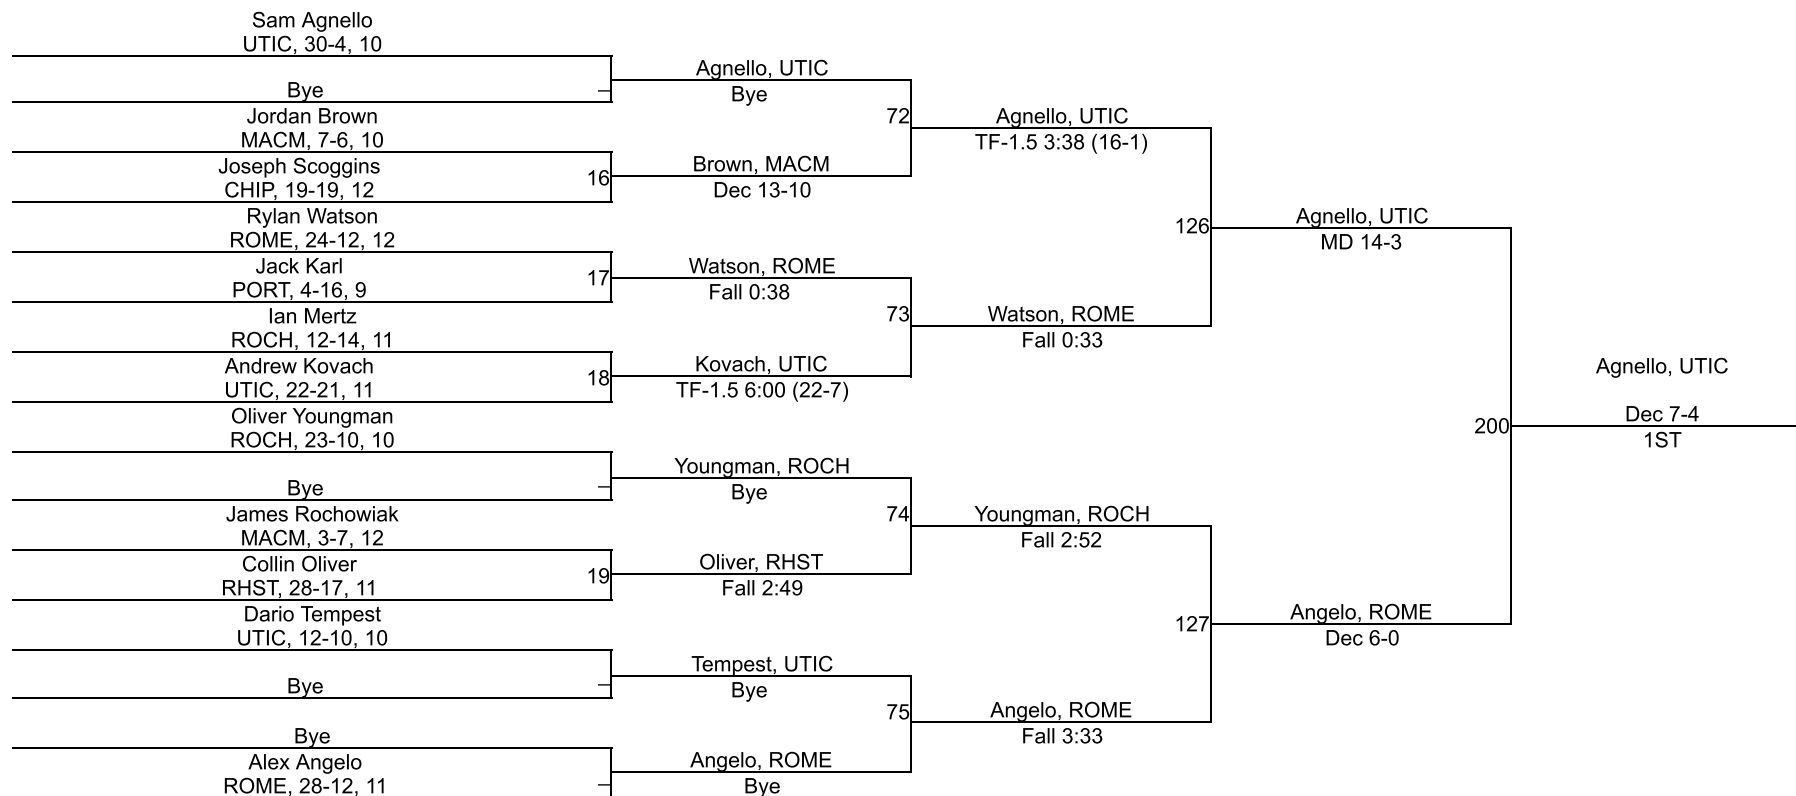 Sam Agnello
UTIC, 30-4, 10
Bye
Jordan Brown
MACM, 7-6, 10
Joseph Scoggins
CHIP, 19-19, 12
Rylan Watson
ROME, 24-12, 12
Jack Karl
PORT, 4-16, 9
Ian Mertz
ROCH, 12-14, 11
Andrew Kovach
UTIC, 22-21, 11
Oliver Youngman
ROCH, 23-10, 10
Bye
James Rochowiak
MACM, 3-7, 12
Collin Oliver
RHST, 28-17, 11
Dario Tempest
UTIC, 12-10, 10
Bye
Bye
Alex Angelo
ROME, 28-12, 11
16
17
18
19
Agnello, UTIC
Bye
Brown, MACM
Dec 13-10
Watson, ROME
Fall 0:38
Kovach, UTIC
TF-1.5 6:00 (22-7)
Youngman, ROCH
Bye
Oliver, RHST
Fall 2:49
Tempest, UTIC
Bye
Angelo, ROME
Bye
72
73
74
75
Agnello, UTIC
TF-1.5 3:38 (16-1)
Watson, ROME
Fall 0:33
Youngman, ROCH
Fall 2:52
Angelo, ROME
Fall 3:33
126
127
Agnello, UTIC
MD 14-3
Angelo, ROME
Dec 6-0
200
Agnello, UTIC
Dec 7-4
1ST